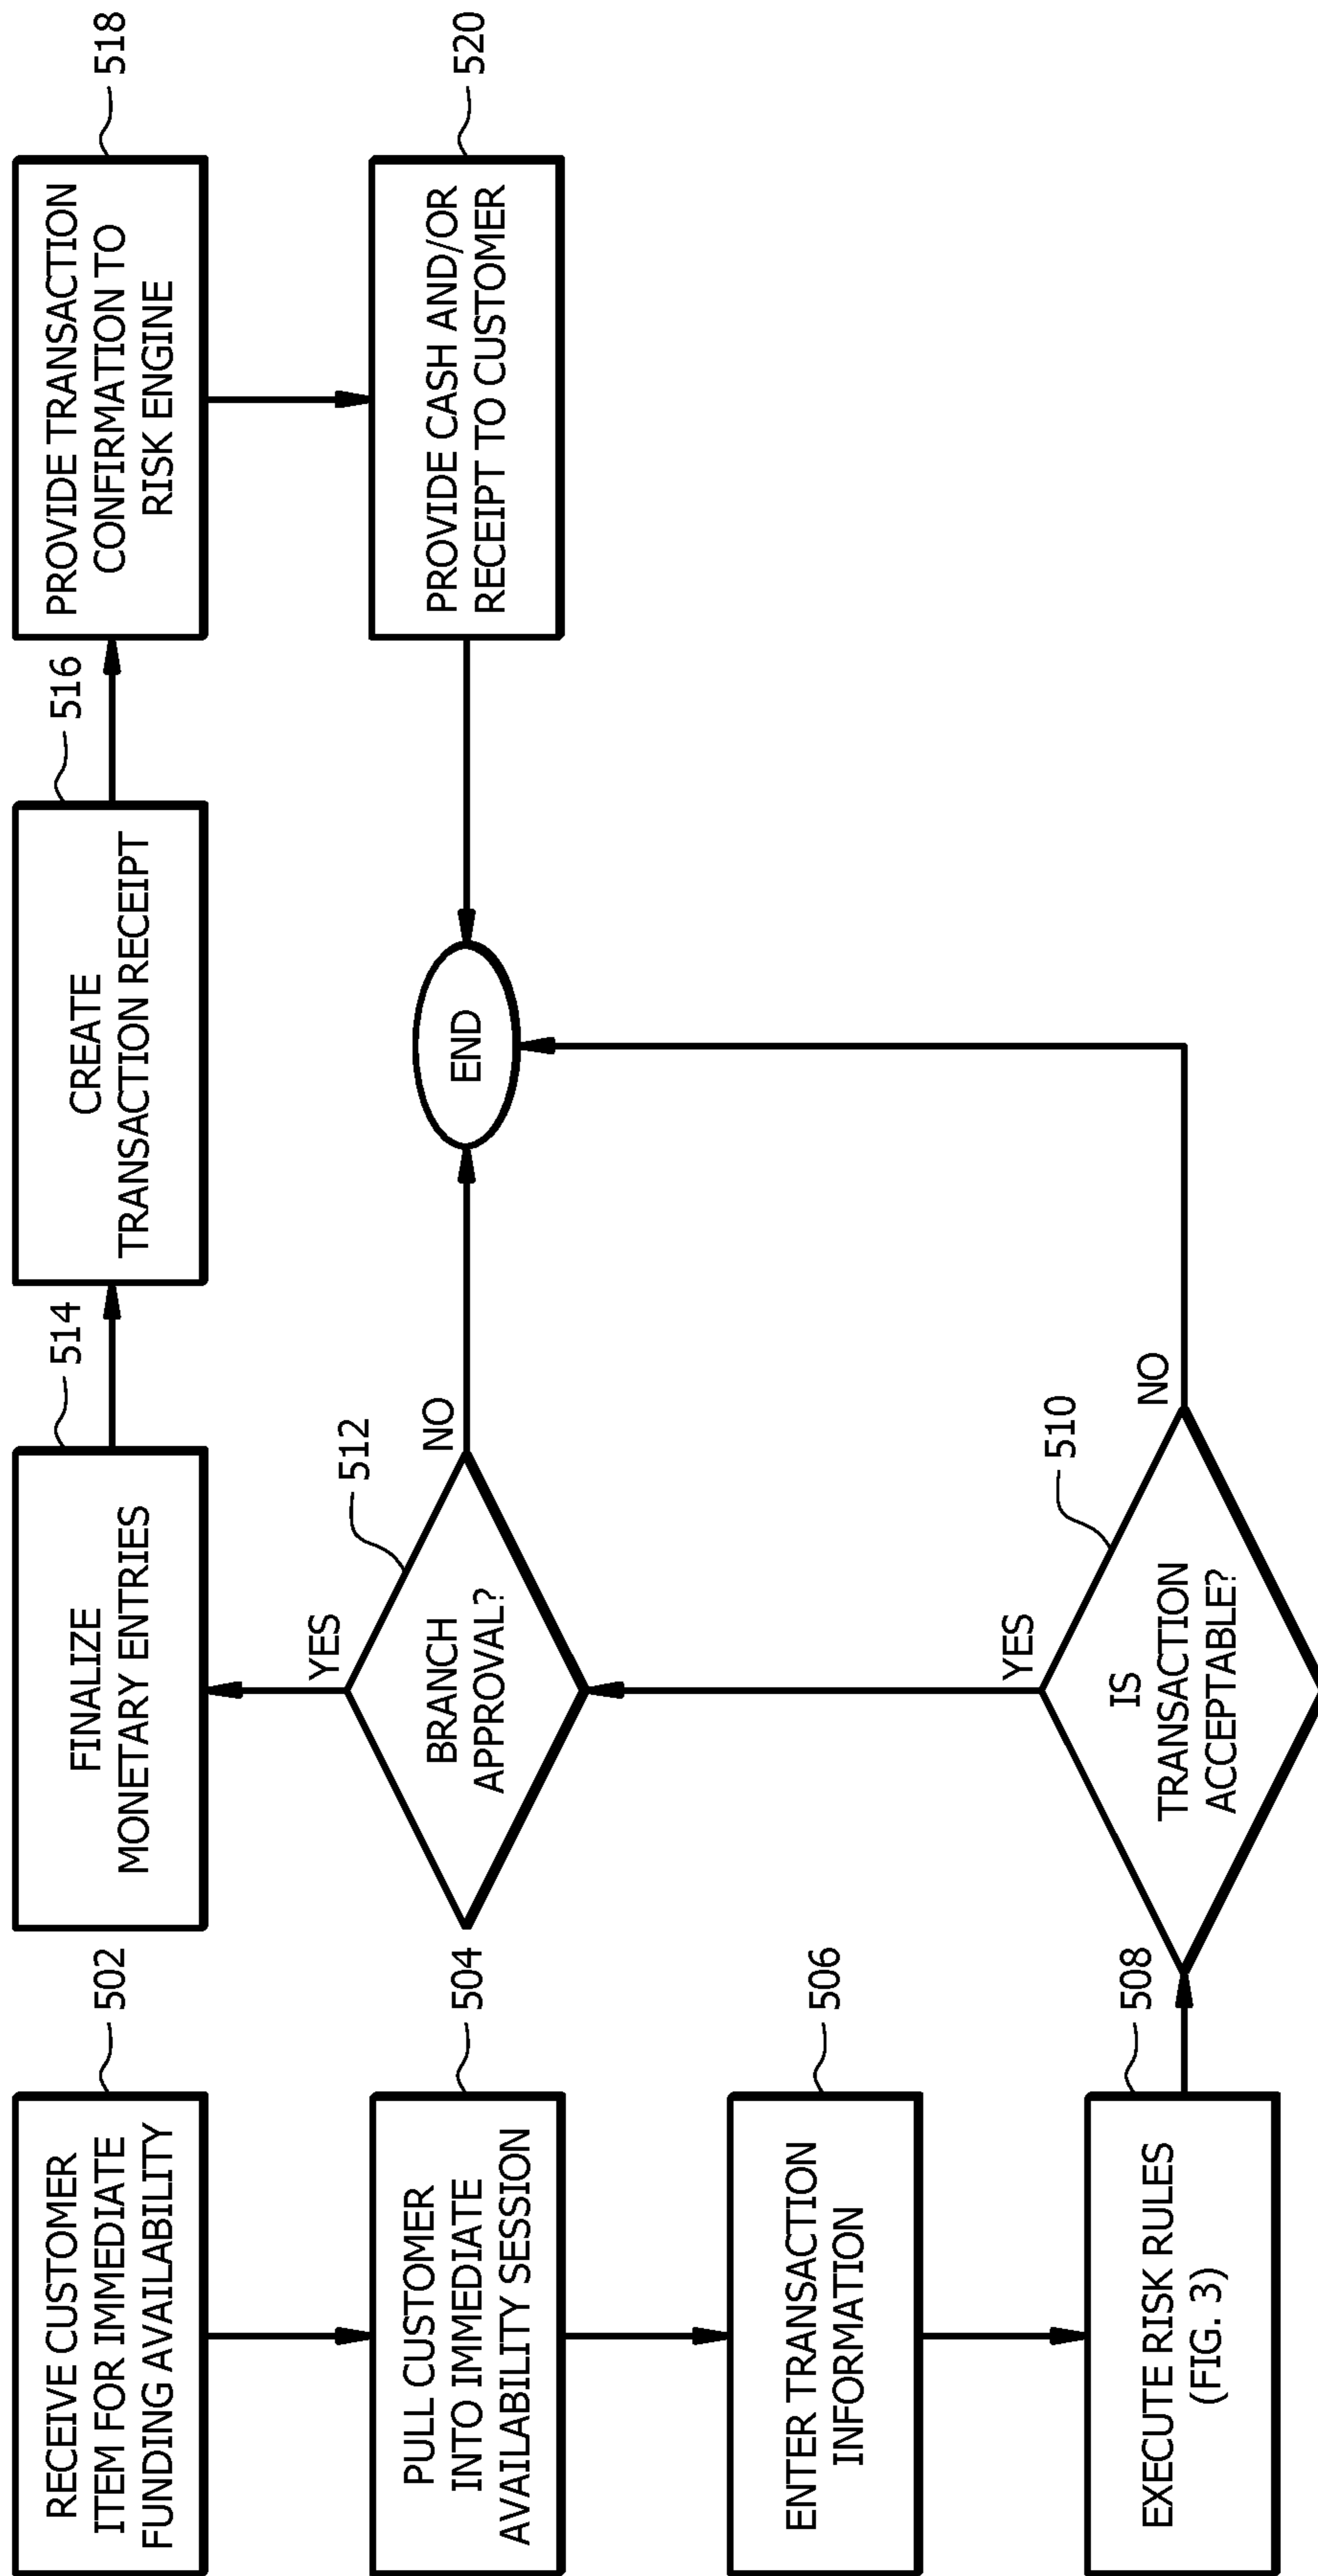 RECEIVE CUSTOMER
ITEM FOR IMMEDIATE
FUNDING AVAILABILITY
502
PULL CUSTOMER
INTO IMMEDIATE
AVAILABILITY SESSION
504
ENTER TRANSACTION
INFORMATION
506
EXECUTE RISK RULES
(FIG. 3)
508
IS
TRANSACTION
ACCEPTABLE?
510
YES
NO
BRANCH
APPROVAL?
512
YES
NO
FINALIZE
MONETARY ENTRIES
514
CREATE
TRANSACTION RECEIPT
516
PROVIDE TRANSACTION
CONFIRMATION TO
RISK ENGINE
518
PROVIDE CASH AND/OR
RECEIPT TO CUSTOMER
520
END